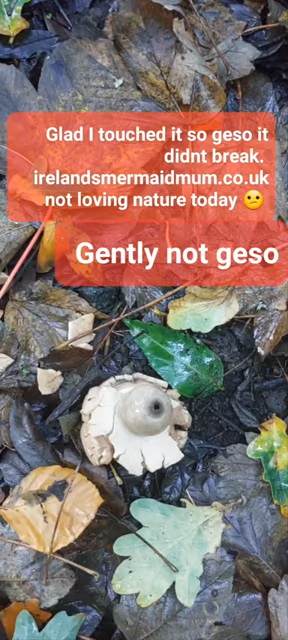 Glad I touched it so geso it
didnt break.
irelandsmermaidmum.co.uk
not loving nature today 😕
Gently not geso